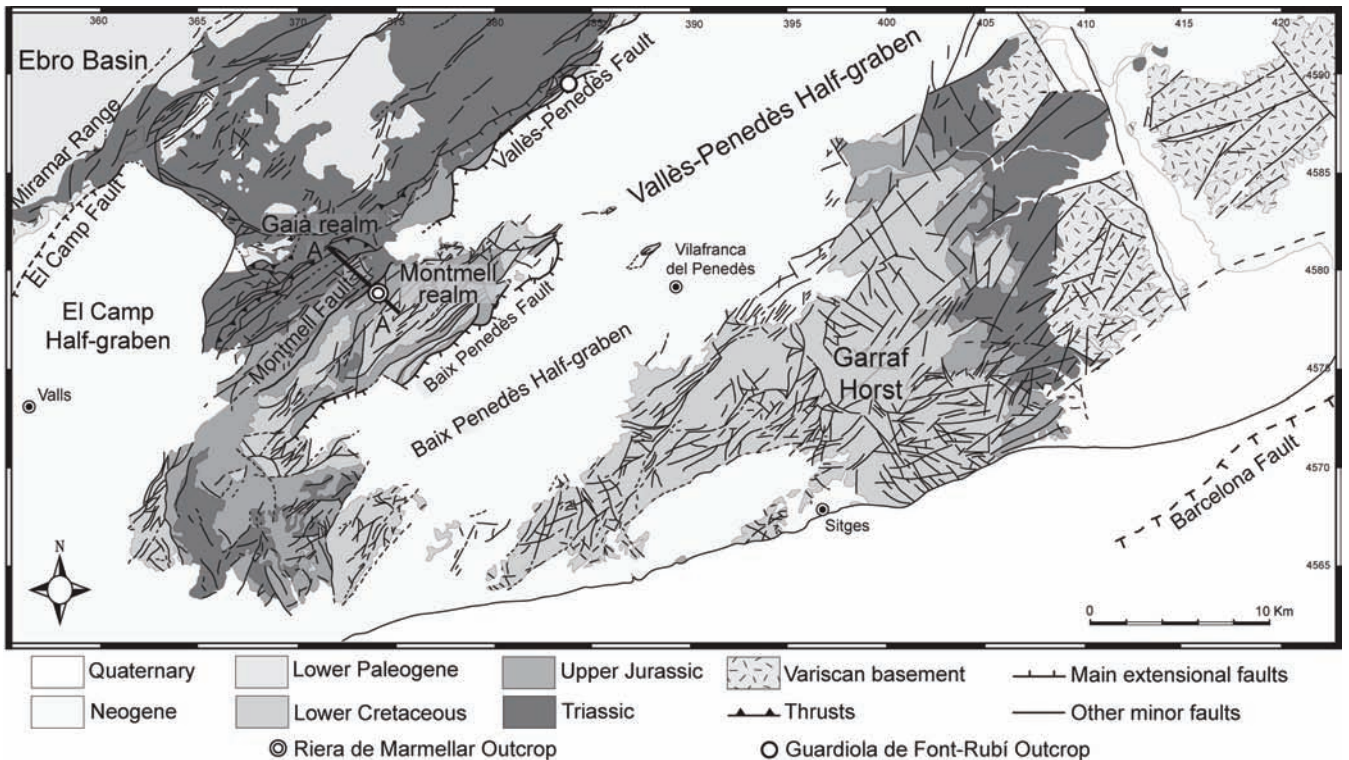 360
365
370
375
380
385
390
395
400
405
410
415
420
Ebro Basin
Miramar Range
El Camp Fault
Vallès-Penedès Fault
Vallès-Penedès Half-graben
4590
4585
4580
4575
4570
4565
Gaià realm
A
Montmell
realm
A'
Montmell Fault
Baix Penedès Fault
Vilafranca
del Penedès
El Camp
Half-graben
Valls
Baix Penedès Half-graben
Garraf
Horst
Sitges
Barcelona Fault
N
0
10 Km
Quaternary
Lower Paleogene
Upper Jurassic
Variscan basement
Main extensional faults
Neogene
Lower Cretaceous
Triassic
Thrusts
Other minor faults
Riera de Marmellar Outcrop
Guardiola de Font-Rubí Outcrop